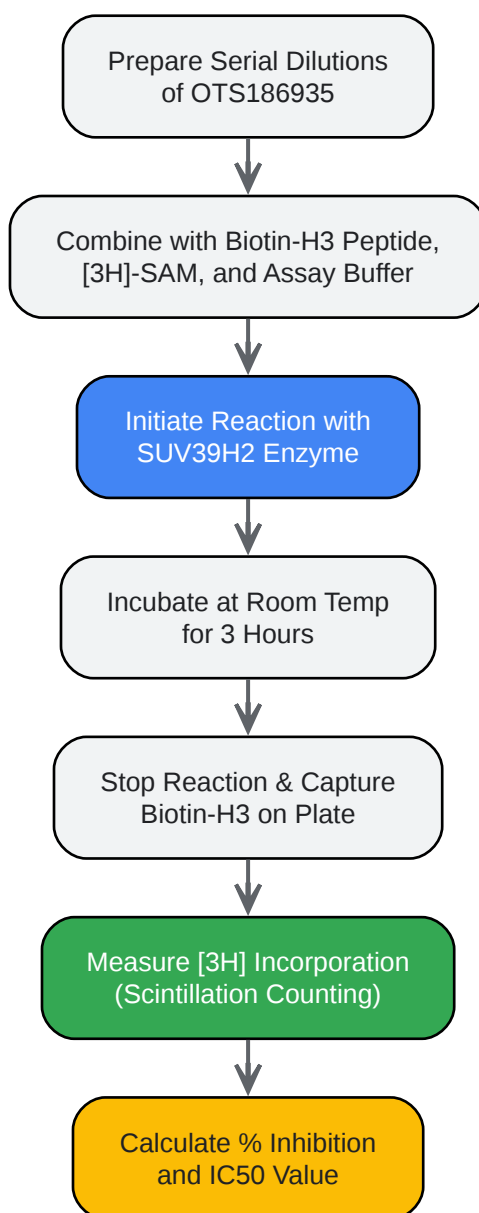 Prepare Serial Dilutions
of OTS186935
Combine with Biotin-H3 Peptide,
[3H]-SAM, and Assay Buffer
Initiate Reaction with
SUV39H2 Enzyme
Incubate at Room Temp
for 3 Hours
Stop Reaction & Capture
Biotin-H3 on Plate
Measure [3H] Incorporation
(Scintillation Counting)
Calculate % Inhibition
and IC50 Value